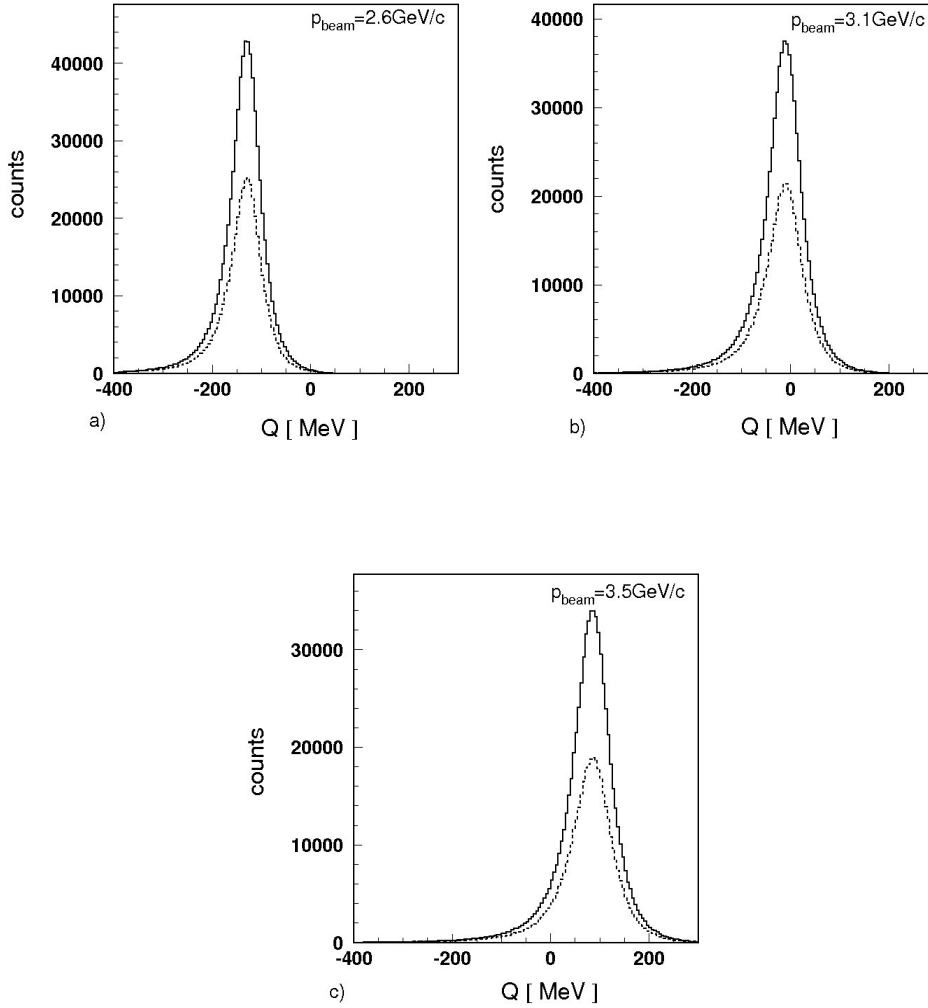 p_beam=2.6GeV/c
40000
30000
20000
10000
0
counts
-400 -200 0 200
Q [ MeV ]
a)
p_beam=3.1GeV/c
40000
30000
20000
10000
0
counts
-400 -200 0 200
Q [ MeV ]
b)
p_beam=3.5GeV/c
30000
20000
10000
0
counts
-400 -200 0 200
Q [ MeV ]
c)